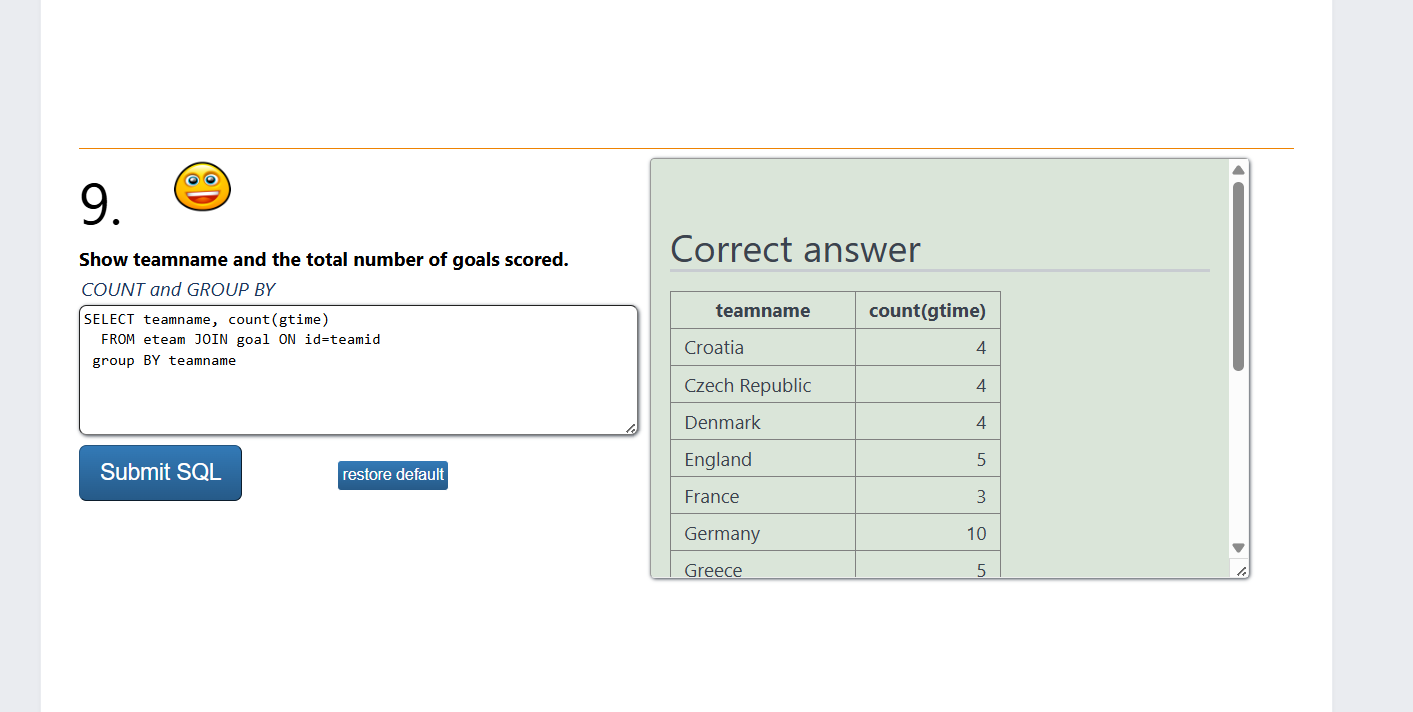 9.
Show teamname and the total number of goals scored.
COUNT and GROUP BY
SELECT teamname, count(gtime)
  FROM eteam JOIN goal ON id=teamid
 group BY teamname
Submit SQL
restore default
Correct answer
teamname count(gtime)
Croatia 4
Czech Republic 4
Denmark 4
England 5
France 3
Germany 10
Greece 5